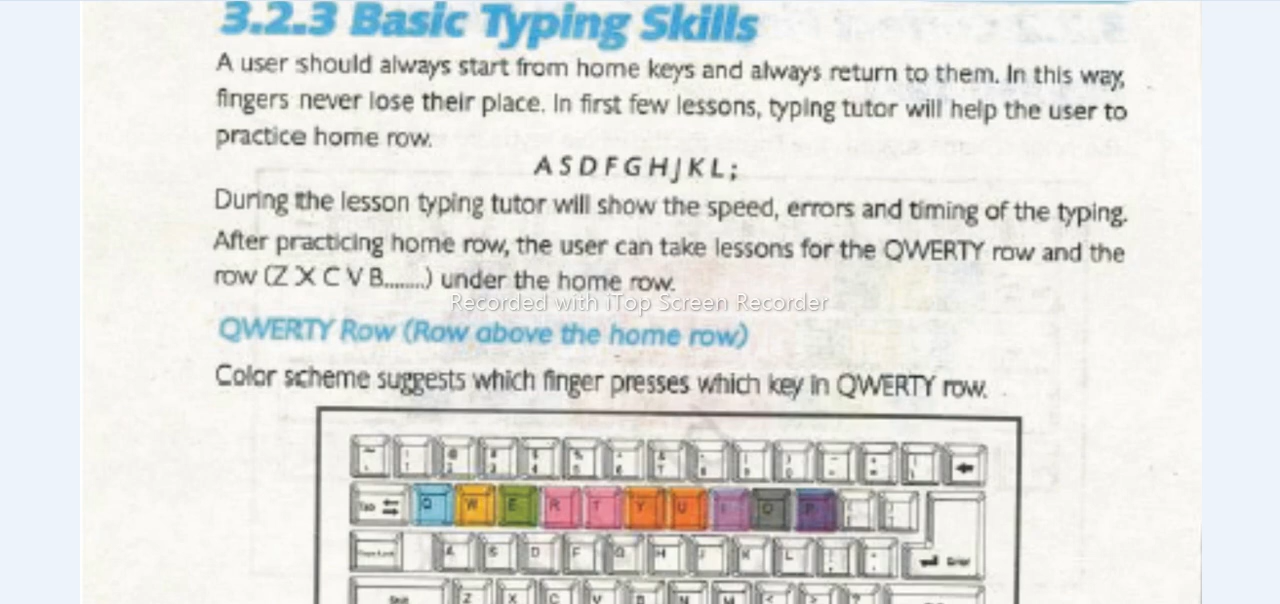 3.2.3 Basic Typing Skills
A user should always start from home keys and always return to them. In this way,
fingers never lose their place. In first few lessons, typing tutor will help the user to
practice home row.
A S D F G H J K L ;
During the lesson typing tutor will show the speed, errors and timing of the typing.
After practicing home row, the user can take lessons for the QWERTY row and the
row (Z X C V B........) under the home row.
Recorded with iTop Screen Recorder
QWERTY Row (Row above the home row)
Color scheme suggests which finger presses which key in QWERTY row.
Tab Q W E R T Y U I O P
A S D F G H J K L Enter
Shift Z X C V B N M < > ?